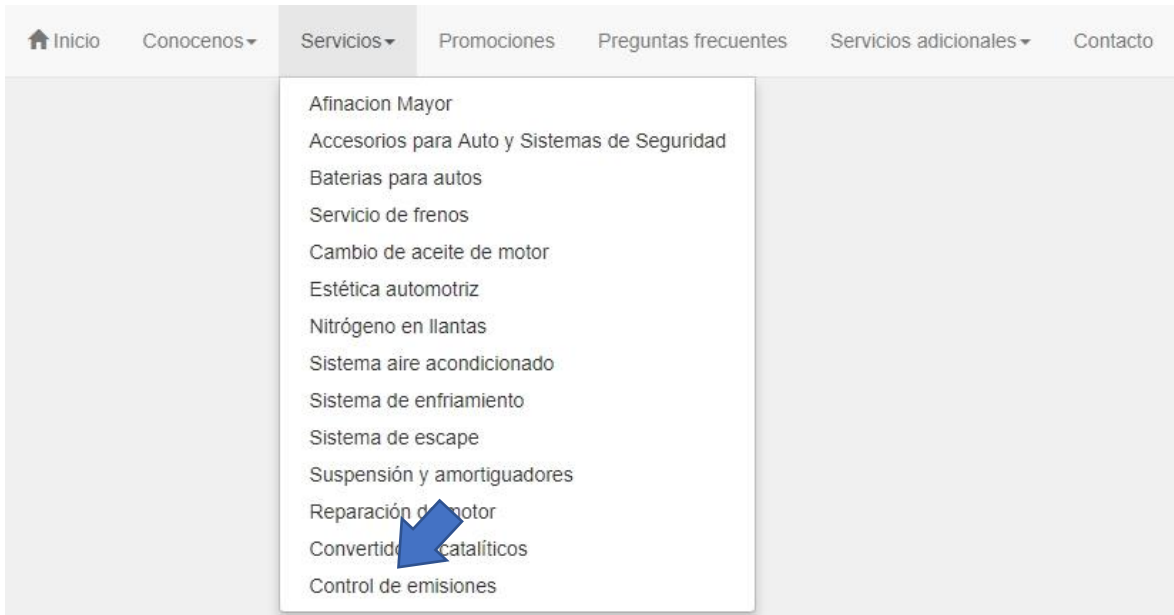 Inicio Conocenos Servicios Promociones Preguntas frecuentes Servicios adicionales Contacto
Afinacion Mayor
Accesorios para Auto y Sistemas de Seguridad
Baterias para autos
Servicio de frenos
Cambio de aceite de motor
Estética automotriz
Nitrógeno en llantas
Sistema aire acondicionado
Sistema de enfriamiento
Sistema de escape
Suspensión y amortiguadores
Reparación motor
catalíticos
Control de emisiones